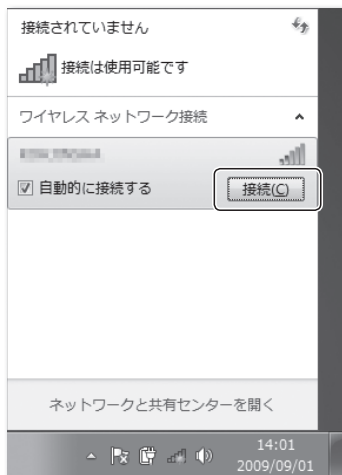 接続されていません
接続は使用可能です
ワイヤレス ネットワーク接続
自動的に接続する
接続(C)
ネットワークと共有センターを開く
14:01
2009/09/01